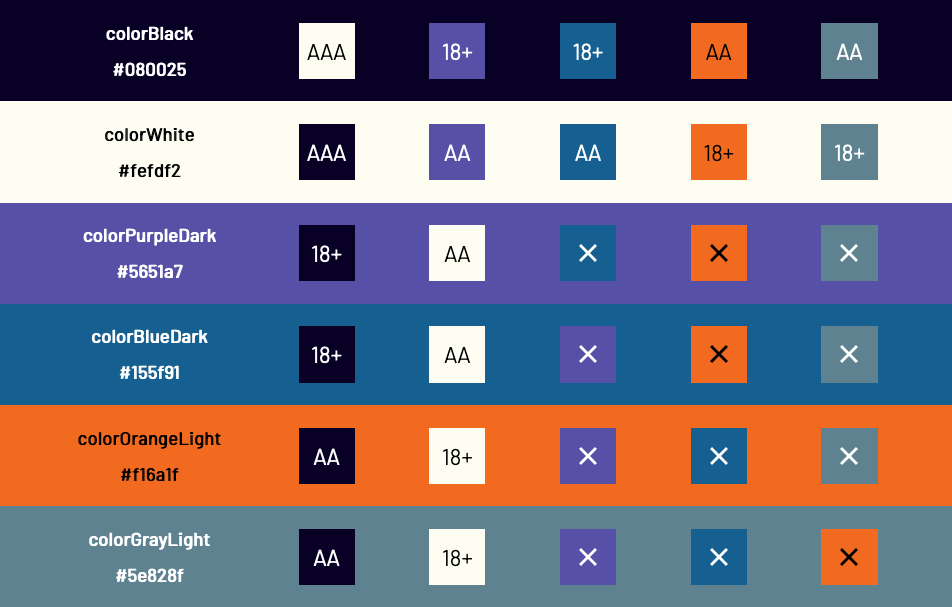 colorBlack
#080025
AAA 18+ 18+ AA AA
colorWhite
#fefdf2
AAA AA AA 18+ 18+
colorPurpleDark
#5651a7
18+ AA
colorBlueDark
#155f91
18+ AA
colorOrangeLight
#f16a1f
AA 18+
colorGrayLight
#5e828f
AA 18+